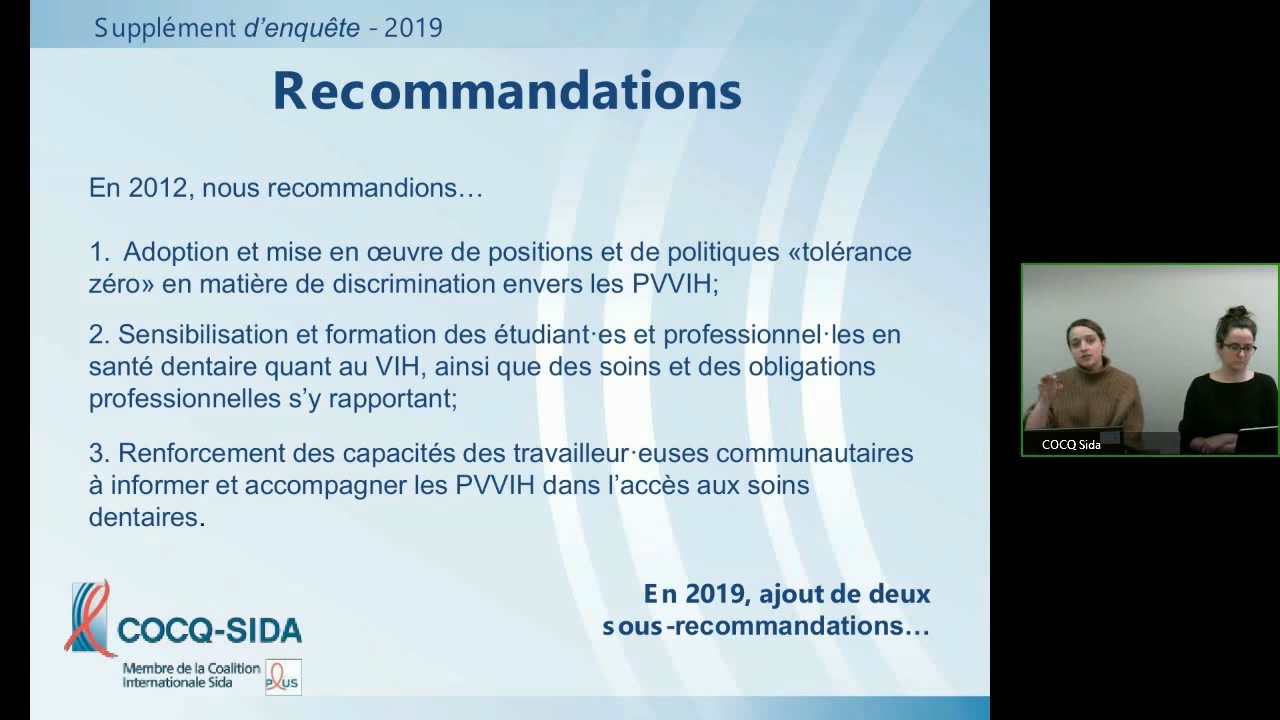 Supplément d’enquête - 2019
Recommandations
En 2012, nous recommandions…
1. Adoption et mise en œuvre de positions et de politiques «tolérance
zéro» en matière de discrimination envers les PVVIH;
2. Sensibilisation et formation des étudiant·es et professionnel·les en
santé dentaire quant au VIH, ainsi que des soins et des obligations
professionnelles s’y rapportant;
3. Renforcement des capacités des travailleur·euses communautaires
à informer et accompagner les PVVIH dans l’accès aux soins
dentaires.
En 2019, ajout de deux
sous-recommandations…
COCQ-SIDA
Membre de la Coalition
Internationale Sida
PLUS
COCQ Sida